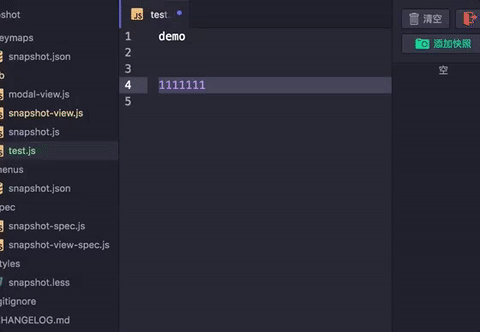 pshot
eymaps
snapshot.json
b
modal-view.js
snapshot-view.js
snapshot.js
test.js
enus
snapshot.json
pec
snapshot-spec.js
snapshot-view-spec.js
tyles
snapshot.less
gitignore
HANGELOG.md
JS test.
1 demo
2
3
4 1111111
5
清空
添加快照
空